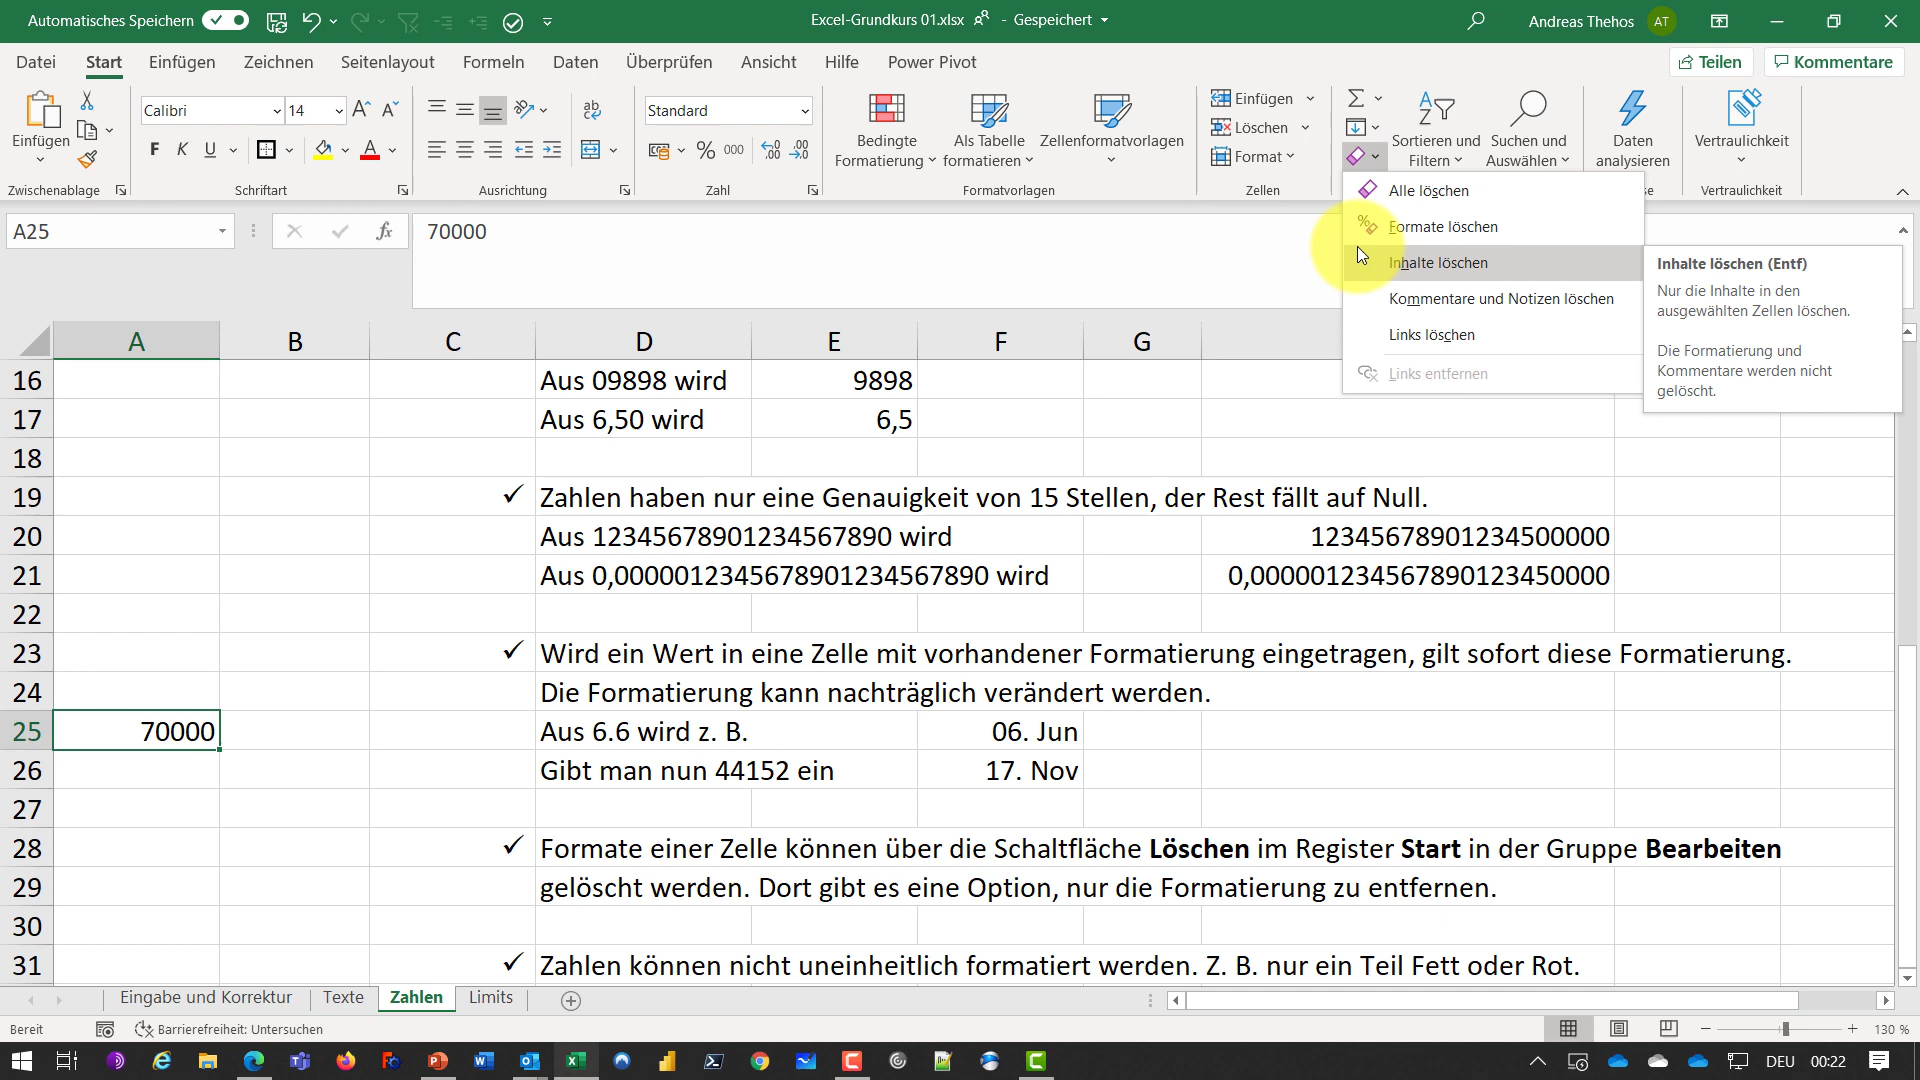 Automatisches Speichern
Excel-Grundkurs 01.xlsx - Gespeichert
Andreas Thehos AT
Datei Start Einfügen Zeichnen Seitenlayout Formeln Daten Überprüfen Ansicht Hilfe Power Pivot Teilen Kommentare
Einfügen
Zwischenablage
Calibri 14
F K U
Schriftart
Ausrichtung
Standard
% 000
Zahl
Bedingte Formatierung
Als Tabelle formatieren
Zellenformatvorlagen
Formatvorlagen
Einfügen
Löschen
Format
Zellen
Sortieren und Filtern
Suchen und Auswählen
Daten analysieren
Vertraulichkeit
Vertraulichkeit
se
Alle löschen
Formate löschen
Inhalte löschen
Kommentare und Notizen löschen
Links löschen
Links entfernen
Inhalte löschen (Entf)
Nur die Inhalte in den
ausgewählten Zellen löschen.
Die Formatierung und
Kommentare werden nicht
gelöscht.
A25 fx 70000
A B C D E F G
16 Aus 09898 wird 9898
17 Aus 6,50 wird 6,5
18
19 ✓ Zahlen haben nur eine Genauigkeit von 15 Stellen, der Rest fällt auf Null.
20 Aus 12345678901234567890 wird 12345678901234500000
21 Aus 0,0000012345678901234567890 wird 0,000001234567890123450000
22
23 ✓ Wird ein Wert in eine Zelle mit vorhandener Formatierung eingetragen, gilt sofort diese Formatierung.
24 Die Formatierung kann nachträglich verändert werden.
25 70000 Aus 6.6 wird z. B. 06. Jun
26 Gibt man nun 44152 ein 17. Nov
27
28 ✓ Formate einer Zelle können über die Schaltfläche Löschen im Register Start in der Gruppe Bearbeiten
29 gelöscht werden. Dort gibt es eine Option, nur die Formatierung zu entfernen.
30
31 ✓ Zahlen können nicht uneinheitlich formatiert werden. Z. B. nur ein Teil Fett oder Rot.
Eingabe und Korrektur Texte Zahlen Limits
Bereit Barrierefreiheit: Untersuchen 130 %
DEU 00:22